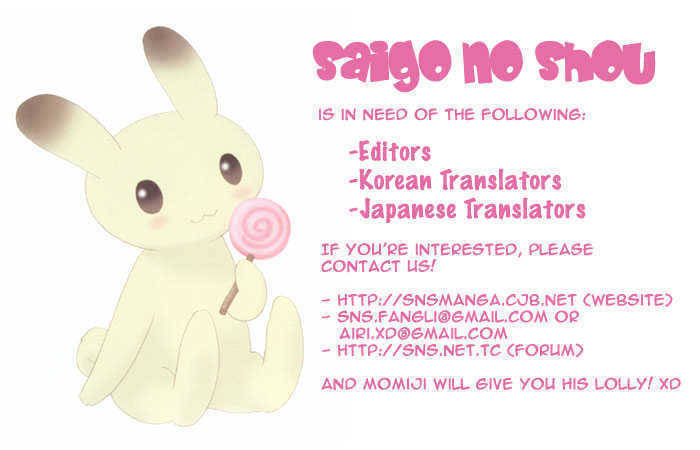 Saigo no Shou
IS IN NEED OF THE FOLLOWING:
-Editors
-Korean Translators
-Japanese Translators
IF YOU'RE INTERESTED, PLEASE
CONTACT US!
- HTTP://SNSMANGA.CJB.NET (WEBSITE)
- SNS.FANGLI@GMAIL.COM OR
AIRI.XD@GMAIL.COM
- HTTP://SNS.NET.TC (FORUM)
AND MOMIJI WILL GIVE YOU HIS LOLLY! XD